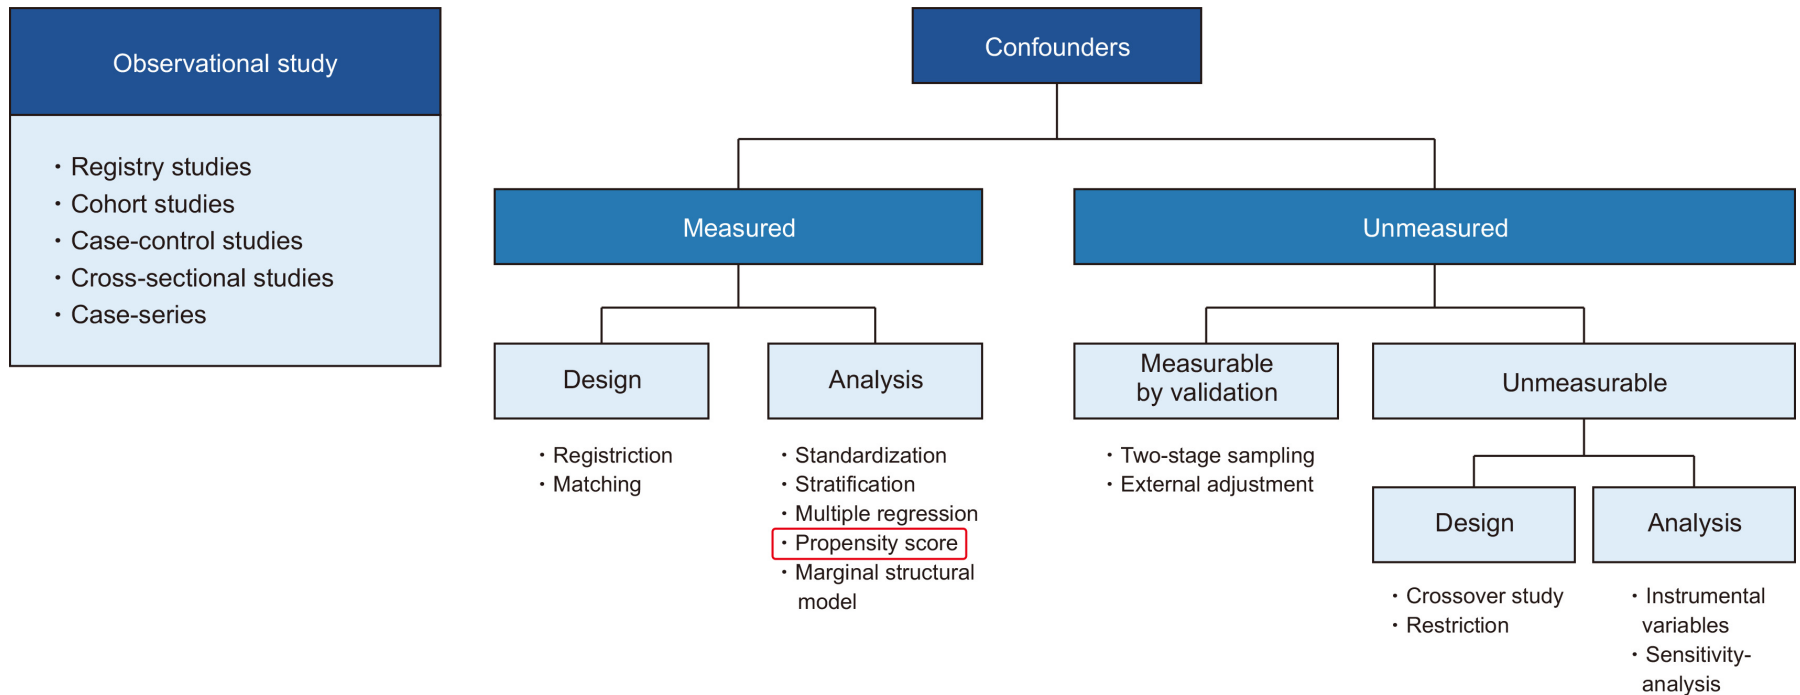 Observational study
・Registry studies
・Cohort studies
・Case-control studies
・Cross-sectional studies
・Case-series
Confounders
Measured
Unmeasured
Design
Analysis
Measurable
by validation
Unmeasurable
・Registriction
・Matching
・Standardization
・Stratification
・Multiple regression
・Propensity score
・Marginal structural
model
・Two-stage sampling
・External adjustment
Design
Analysis
・Crossover study
・Restriction
・Instrumental
variables
・Sensitivity-
analysis